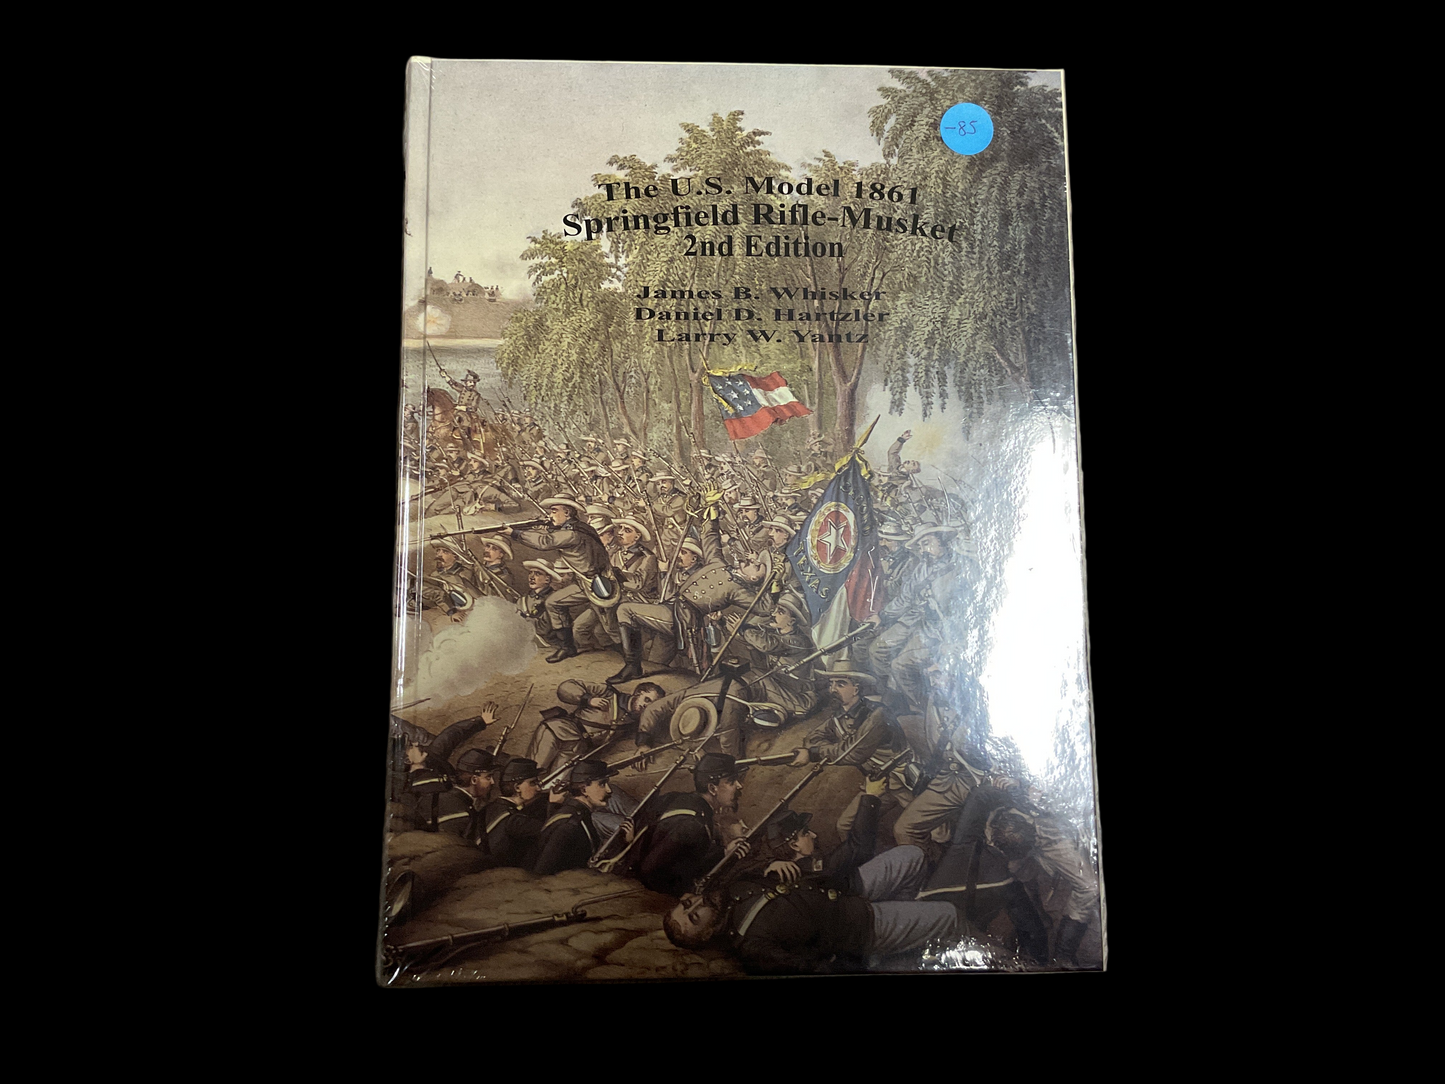 -85
The U.S. Model 1861
Springfield Rifle-Musket
2nd Edition
James B. Whisker
Daniel D. Hartzler
Larry W. Yantz
TEXAS